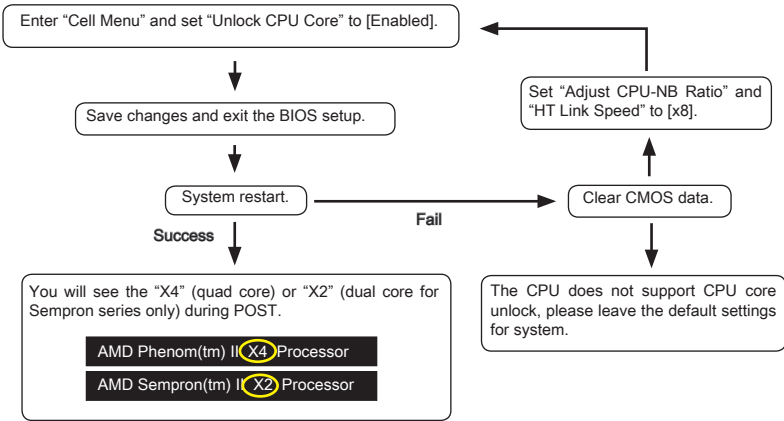 Enter “Cell Menu” and set “Unlock CPU Core” to [Enabled].
Save changes and exit the BIOS setup.
System restart.
Success
Fail
You will see the “X4” (quad core) or “X2” (dual core for
Sempron series only) during POST.
AMD Phenom(tm) II X4 Processor
AMD Sempron(tm) II X2 Processor
Set “Adjust CPU-NB Ratio” and
“HT Link Speed” to [x8].
Clear CMOS data.
The CPU does not support CPU core
unlock, please leave the default settings
for system.